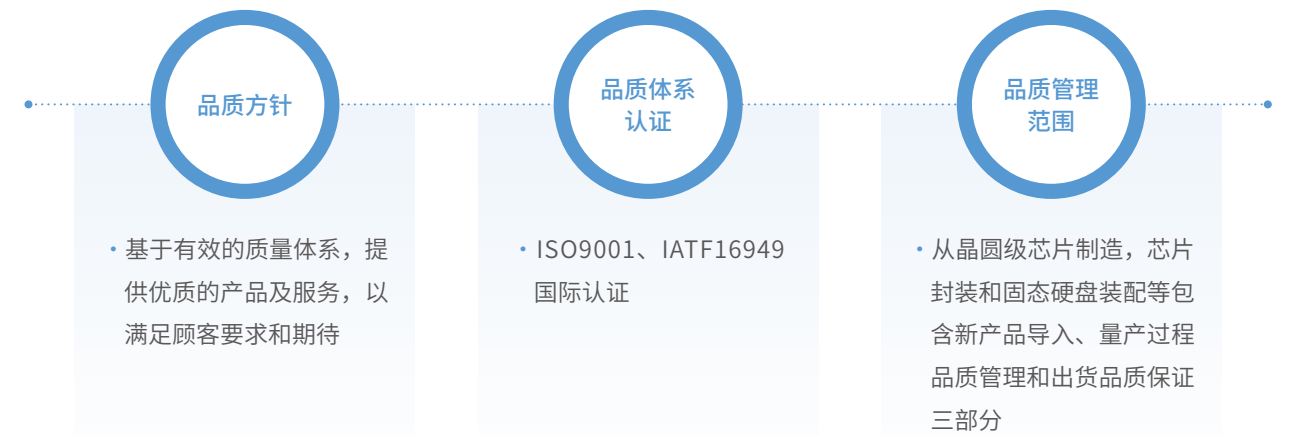 品质方针
· 基于有效的质量体系，提
供优质的产品及服务，以
满足顾客要求和期待
品质体系
认证
· ISO9001、IATF16949
国际认证
品质管理
范围
· 从晶圆级芯片制造，芯片
封装和固态硬盘装配等包
含新产品导入、量产过程
品质管理和出货品质保证
三部分